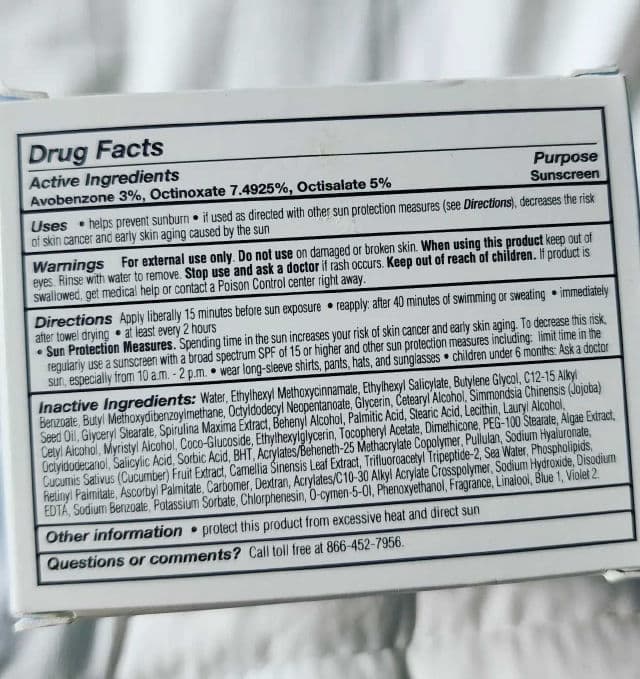 Drug Facts
Active Ingredients Purpose
Avobenzone 3%, Octinoxate 7.4925%, Octisalate 5% Sunscreen
Uses • helps prevent sunburn • if used as directed with other sun protection measures (see Directions), decreases the risk
of skin cancer and early skin aging caused by the sun
Warnings For external use only. Do not use on damaged or broken skin. When using this product keep out of
eyes. Rinse with water to remove. Stop use and ask a doctor if rash occurs. Keep out of reach of children. If product is
swallowed, get medical help or contact a Poison Control center right away.
Directions Apply liberally 15 minutes before sun exposure • reapply: after 40 minutes of swimming or sweating • immediately
after towel drying • at least every 2 hours
• Sun Protection Measures. Spending time in the sun increases your risk of skin cancer and early skin aging. To decrease this risk,
regularly use a sunscreen with a broad spectrum SPF of 15 or higher and other sun protection measures including: limit time in the
sun, especially from 10 a.m. - 2 p.m. • wear long-sleeve shirts, pants, hats, and sunglasses • children under 6 months: Ask a doctor
Inactive Ingredients: Water, Ethylhexyl Methoxycinnamate, Ethylhexyl Salicylate, Butylene Glycol, C12-15 Alkyl
Benzoate, Butyl Methoxydibenzoylmethane, Octyldodecyl Neopentanoate, Glycerin, Cetearyl Alcohol, Simmondsia Chinensis (Jojoba)
Seed Oil, Glyceryl Stearate, Spirulina Maxima Extract, Behenyl Alcohol, Palmitic Acid, Stearic Acid, Lecithin, Lauryl Alcohol,
Cetyl Alcohol, Myristyl Alcohol, Coco-Glucoside, Ethylhexylglycerin, Tocopheryl Acetate, Dimethicone, PEG-100 Stearate, Algae Extract,
Octyldodecanol, Salicylic Acid, Sorbic Acid, BHT, Acrylates/Beheneth-25 Methacrylate Copolymer, Pullulan, Sodium Hyaluronate,
Cucumis Sativus (Cucumber) Fruit Extract, Camellia Sinensis Leaf Extract, Trifluoroacetyl Tripeptide-2, Sea Water, Phospholipids,
Retinyl Palmitate, Ascorbyl Palmitate, Carbomer, Dextran, Acrylates/C10-30 Alkyl Acrylate Crosspolymer, Sodium Hydroxide, Disodium
EDTA, Sodium Benzoate, Potassium Sorbate, Chlorphenesin, O-cymen-5-Ol, Phenoxyethanol, Fragrance, Linalool, Blue 1, Violet 2.
Other information • protect this product from excessive heat and direct sun
Questions or comments? Call toll free at 866-452-7956.